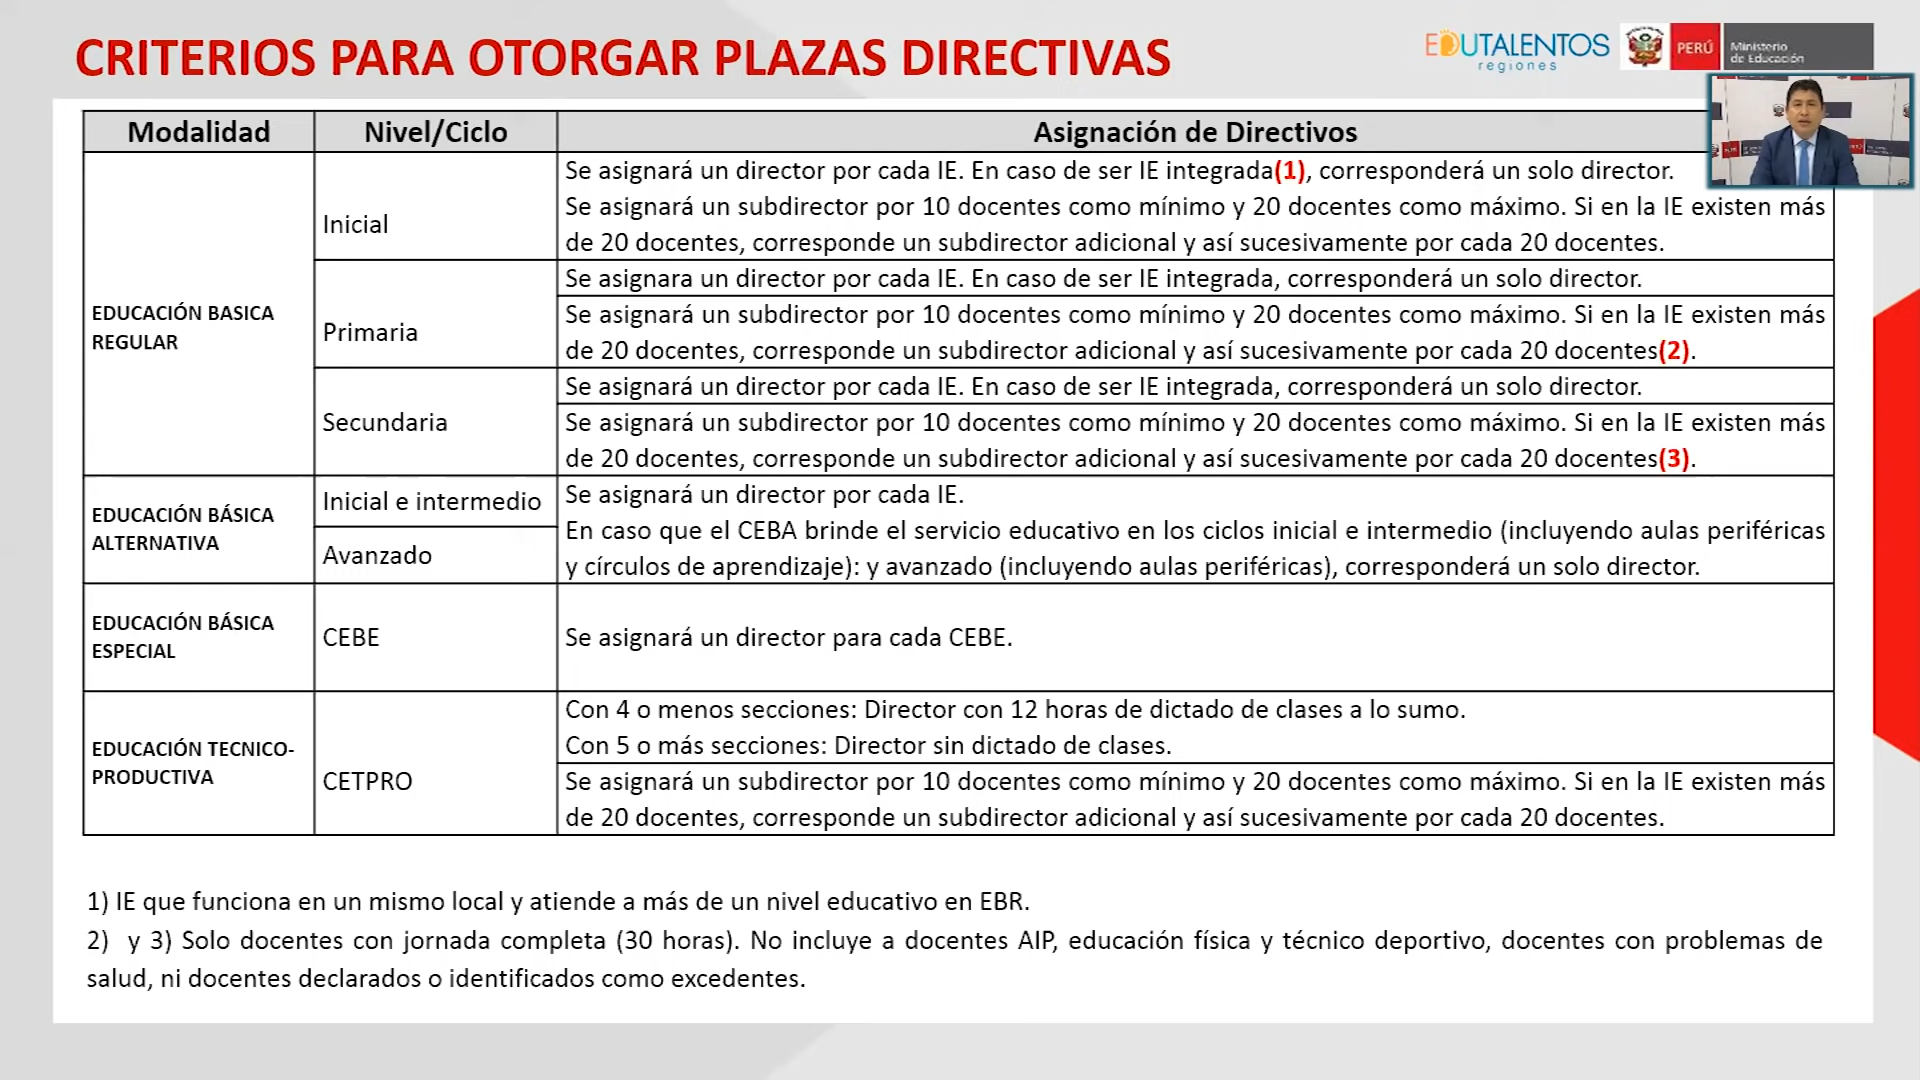 CRITERIOS PARA OTORGAR PLAZAS DIRECTIVAS
EDUTALENTOS
regiones
PERÚ
Ministerio
de Educación
Modalidad
Nivel/Ciclo
Asignación de Directivos
EDUCACIÓN BASICA
REGULAR
Inicial
Se asignará un director por cada IE. En caso de ser IE integrada(1), corresponderá un solo director.
Se asignará un subdirector por 10 docentes como mínimo y 20 docentes como máximo. Si en la IE existen más
de 20 docentes, corresponde un subdirector adicional y así sucesivamente por cada 20 docentes.
Primaria
Se asignara un director por cada IE. En caso de ser IE integrada, corresponderá un solo director.
Se asignará un subdirector por 10 docentes como mínimo y 20 docentes como máximo. Si en la IE existen más
de 20 docentes, corresponde un subdirector adicional y así sucesivamente por cada 20 docentes(2).
Secundaria
Se asignará un director por cada IE. En caso de ser IE integrada, corresponderá un solo director.
Se asignará un subdirector por 10 docentes como mínimo y 20 docentes como máximo. Si en la IE existen más
de 20 docentes, corresponde un subdirector adicional y así sucesivamente por cada 20 docentes(3).
EDUCACIÓN BÁSICA
ALTERNATIVA
Inicial e intermedio
Avanzado
Se asignará un director por cada IE.
En caso que el CEBA brinde el servicio educativo en los ciclos inicial e intermedio (incluyendo aulas periféricas
y círculos de aprendizaje): y avanzado (incluyendo aulas periféricas), corresponderá un solo director.
EDUCACIÓN BÁSICA
ESPECIAL
CEBE
Se asignará un director para cada CEBE.
EDUCACIÓN TECNICO-
PRODUCTIVA
CETPRO
Con 4 o menos secciones: Director con 12 horas de dictado de clases a lo sumo.
Con 5 o más secciones: Director sin dictado de clases.
Se asignará un subdirector por 10 docentes como mínimo y 20 docentes como máximo. Si en la IE existen más
de 20 docentes, corresponde un subdirector adicional y así sucesivamente por cada 20 docentes.
1) IE que funciona en un mismo local y atiende a más de un nivel educativo en EBR.
2) y 3) Solo docentes con jornada completa (30 horas). No incluye a docentes AIP, educación física y técnico deportivo, docentes con problemas de
salud, ni docentes declarados o identificados como excedentes.